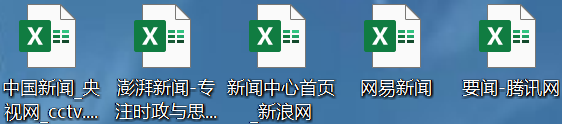 中国新闻_央
视网_cctv....
澎湃新闻-专
注时政与思...
新闻中心首页
_新浪网
网易新闻
要闻-腾讯网